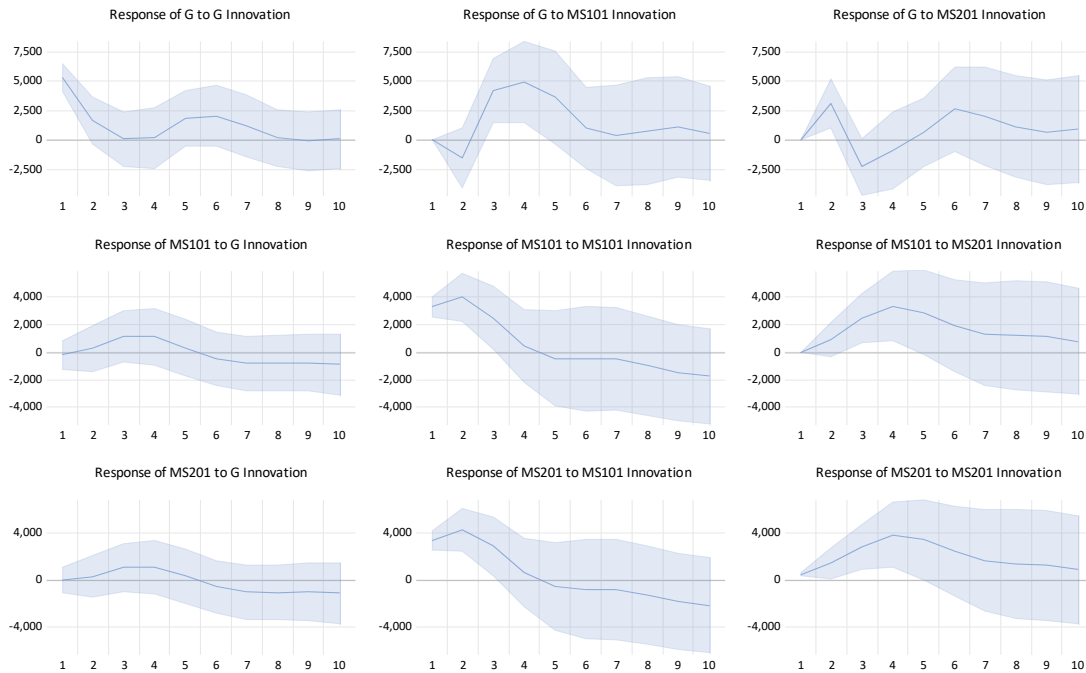 Response of G to G Innovation
7,500
5,000
2,500
0
-2,500
1 2 3 4 5 6 7 8 9 10
Response of G to MS101 Innovation
7,500
5,000
2,500
0
-2,500
1 2 3 4 5 6 7 8 9 10
Response of G to MS201 Innovation
7,500
5,000
2,500
0
-2,500
1 2 3 4 5 6 7 8 9 10
Response of MS101 to G Innovation
4,000
2,000
0
-2,000
-4,000
1 2 3 4 5 6 7 8 9 10
Response of MS101 to MS101 Innovation
4,000
2,000
0
-2,000
-4,000
1 2 3 4 5 6 7 8 9 10
Response of MS101 to MS201 Innovation
4,000
2,000
0
-2,000
-4,000
1 2 3 4 5 6 7 8 9 10
Response of MS201 to G Innovation
4,000
0
-4,000
1 2 3 4 5 6 7 8 9 10
Response of MS201 to MS101 Innovation
4,000
0
-4,000
1 2 3 4 5 6 7 8 9 10
Response of MS201 to MS201 Innovation
4,000
0
-4,000
1 2 3 4 5 6 7 8 9 10